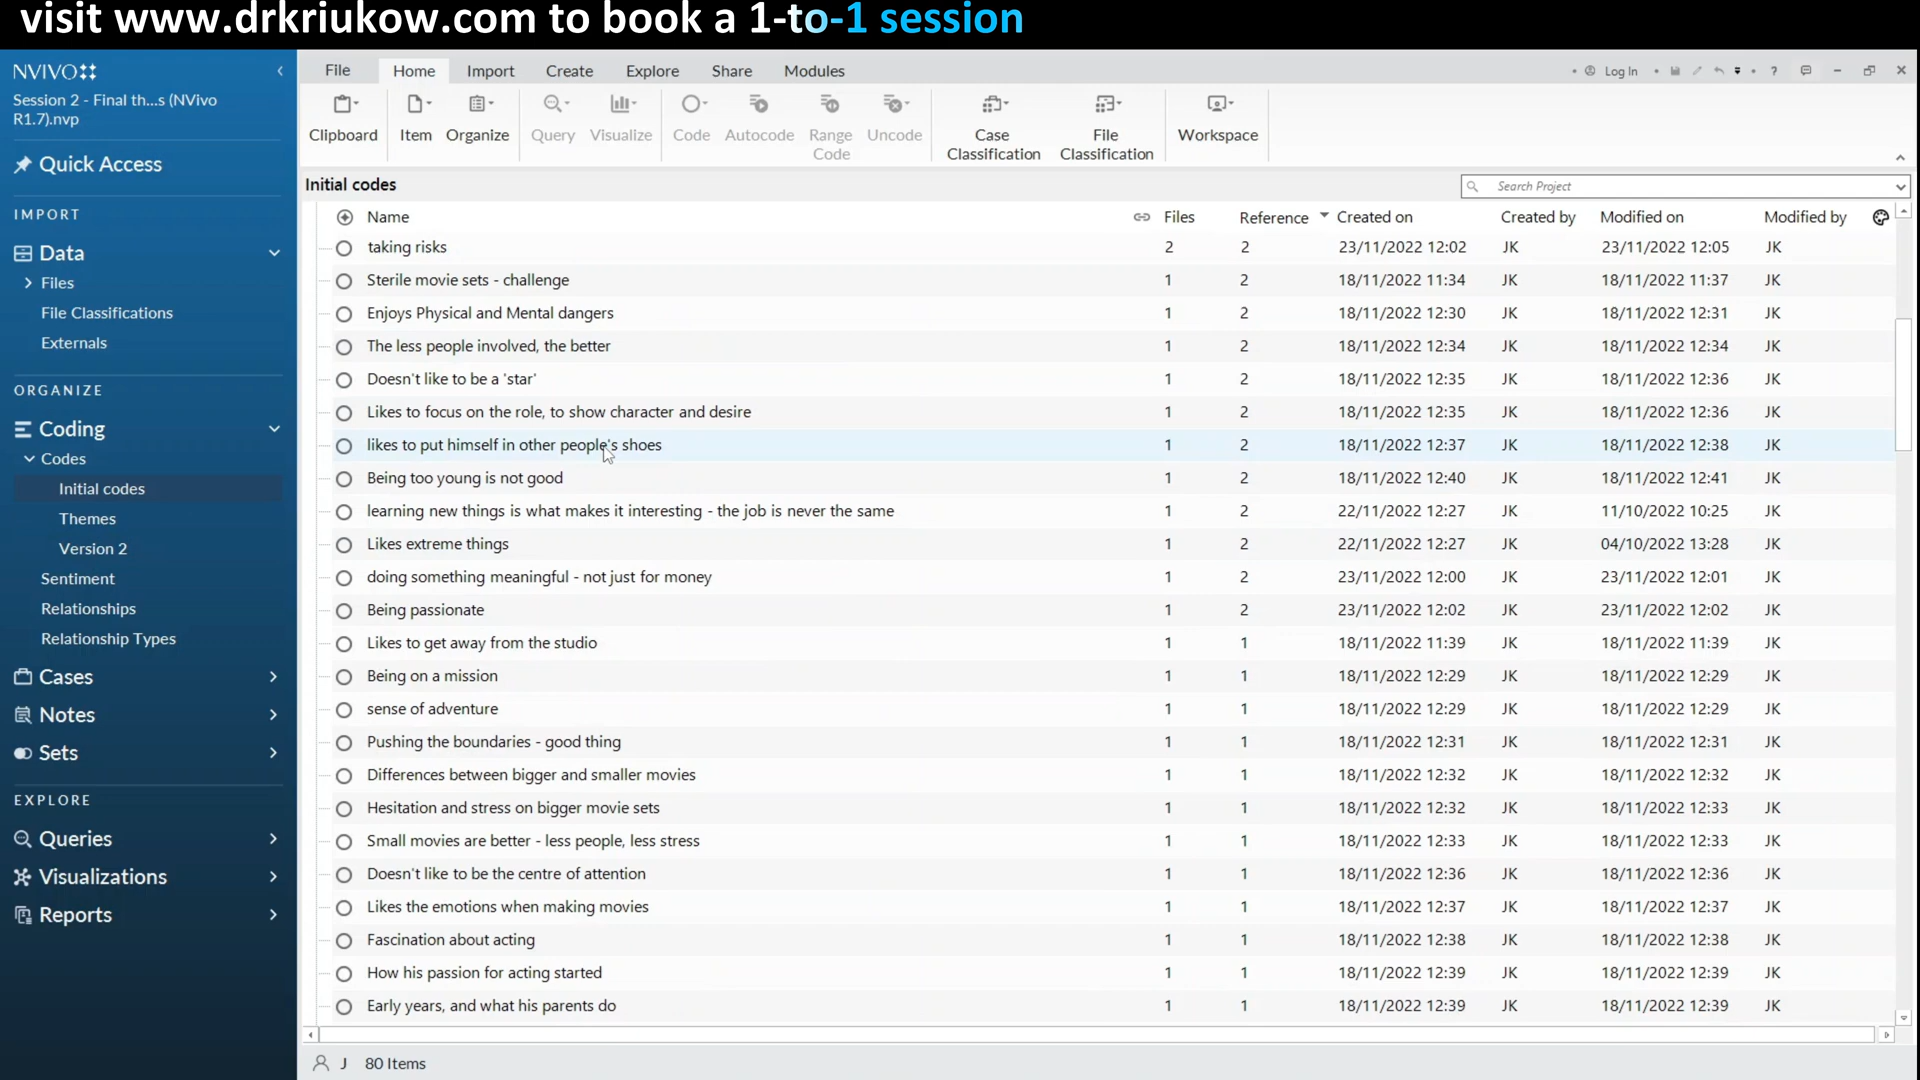 visit www.drkriukow.com to book a 1-to-1 session
NVIVO
Session 2 - Final th...s (NVivo R1.7).nvp
Quick Access
IMPORT
Data
Files
File Classifications
Externals
ORGANIZE
Coding
Codes
Initial codes
Themes
Version 2
Sentiment
Relationships
Relationship Types
Cases
Notes
Sets
EXPLORE
Queries
Visualizations
Reports
File Home Import Create Explore Share Modules Log In ?
Clipboard Item Organize Query Visualize Code Autocode Range Code Uncode Case Classification File Classification Workspace
Initial codes Search Project
Name Files Reference Created on Created by Modified on Modified by
taking risks 2 2 23/11/2022 12:02 JK 23/11/2022 12:05 JK
Sterile movie sets - challenge 1 2 18/11/2022 11:34 JK 18/11/2022 11:37 JK
Enjoys Physical and Mental dangers 1 2 18/11/2022 12:30 JK 18/11/2022 12:31 JK
The less people involved, the better 1 2 18/11/2022 12:34 JK 18/11/2022 12:34 JK
Doesn't like to be a 'star' 1 2 18/11/2022 12:35 JK 18/11/2022 12:36 JK
Likes to focus on the role, to show character and desire 1 2 18/11/2022 12:35 JK 18/11/2022 12:36 JK
likes to put himself in other people's shoes 1 2 18/11/2022 12:37 JK 18/11/2022 12:38 JK
Being too young is not good 1 2 18/11/2022 12:40 JK 18/11/2022 12:41 JK
learning new things is what makes it interesting - the job is never the same 1 2 22/11/2022 12:27 JK 11/10/2022 10:25 JK
Likes extreme things 1 2 22/11/2022 12:27 JK 04/10/2022 13:28 JK
doing something meaningful - not just for money 1 2 23/11/2022 12:00 JK 23/11/2022 12:01 JK
Being passionate 1 2 23/11/2022 12:02 JK 23/11/2022 12:02 JK
Likes to get away from the studio 1 1 18/11/2022 11:39 JK 18/11/2022 11:39 JK
Being on a mission 1 1 18/11/2022 12:29 JK 18/11/2022 12:29 JK
sense of adventure 1 1 18/11/2022 12:29 JK 18/11/2022 12:29 JK
Pushing the boundaries - good thing 1 1 18/11/2022 12:31 JK 18/11/2022 12:31 JK
Differences between bigger and smaller movies 1 1 18/11/2022 12:32 JK 18/11/2022 12:32 JK
Hesitation and stress on bigger movie sets 1 1 18/11/2022 12:32 JK 18/11/2022 12:33 JK
Small movies are better - less people, less stress 1 1 18/11/2022 12:33 JK 18/11/2022 12:33 JK
Doesn't like to be the centre of attention 1 1 18/11/2022 12:36 JK 18/11/2022 12:36 JK
Likes the emotions when making movies 1 1 18/11/2022 12:37 JK 18/11/2022 12:37 JK
Fascination about acting 1 1 18/11/2022 12:38 JK 18/11/2022 12:38 JK
How his passion for acting started 1 1 18/11/2022 12:39 JK 18/11/2022 12:39 JK
Early years, and what his parents do 1 1 18/11/2022 12:39 JK 18/11/2022 12:39 JK
J 80 Items